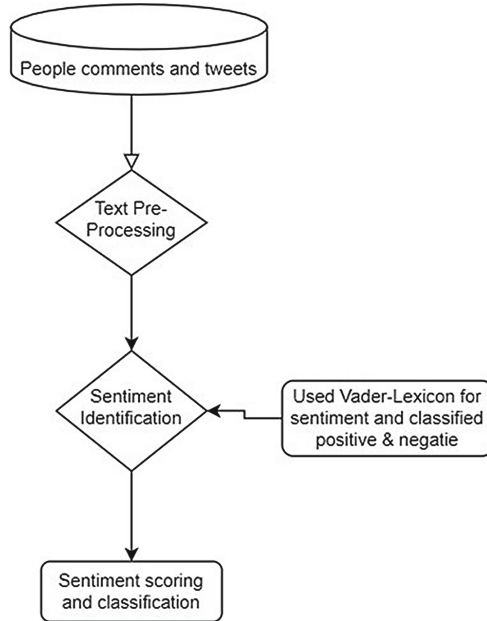 People comments and tweets
Text Pre-
Processing
Sentiment
Identification
Used Vader-Lexicon for
sentiment and classified
positive & negatie
Sentiment scoring
and classification